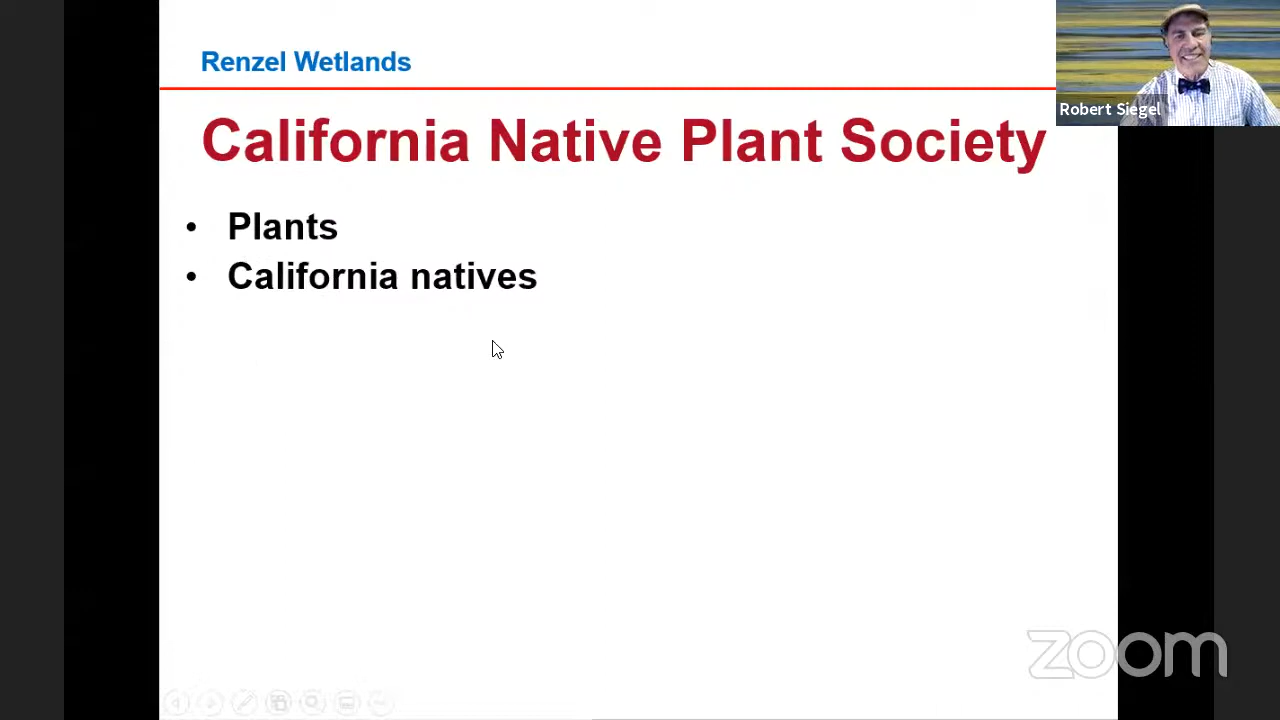 Renzel Wetlands
California Native Plant Society
• Plants
• California natives
Robert Siegel
zoom